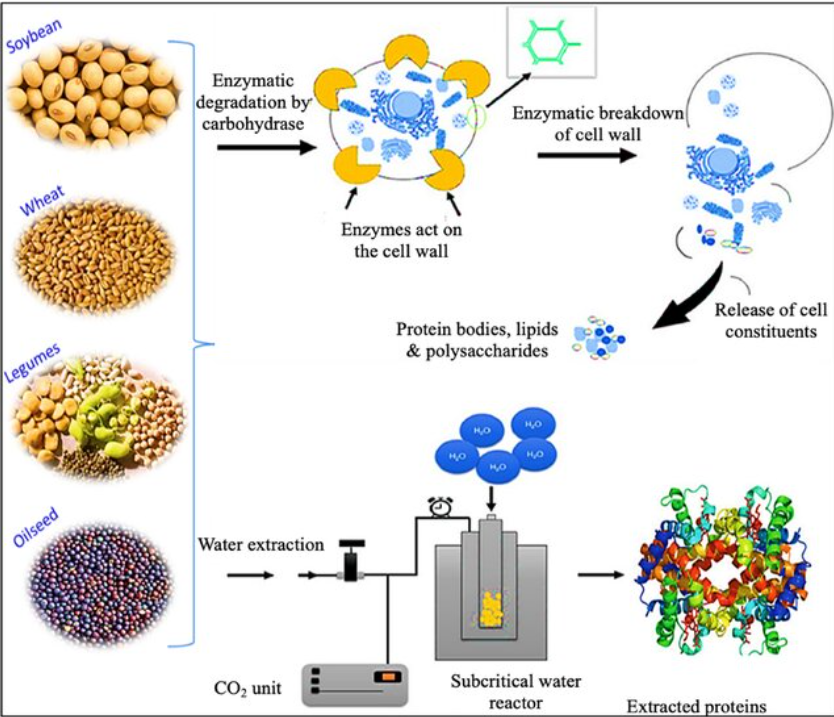 Soybean
Wheat
Legumes
Oilseed
Enzymatic
degradation by
carbohydrase
Enzymes act on
the cell wall
Enzymatic breakdown
of cell wall
Release of cell
constituents
Protein bodies, lipids
& polysaccharides
Water extraction
CO₂ unit
H₂O
H₂O
H₂O
H₂O
H₂O
Subcritical water
reactor
Extracted proteins